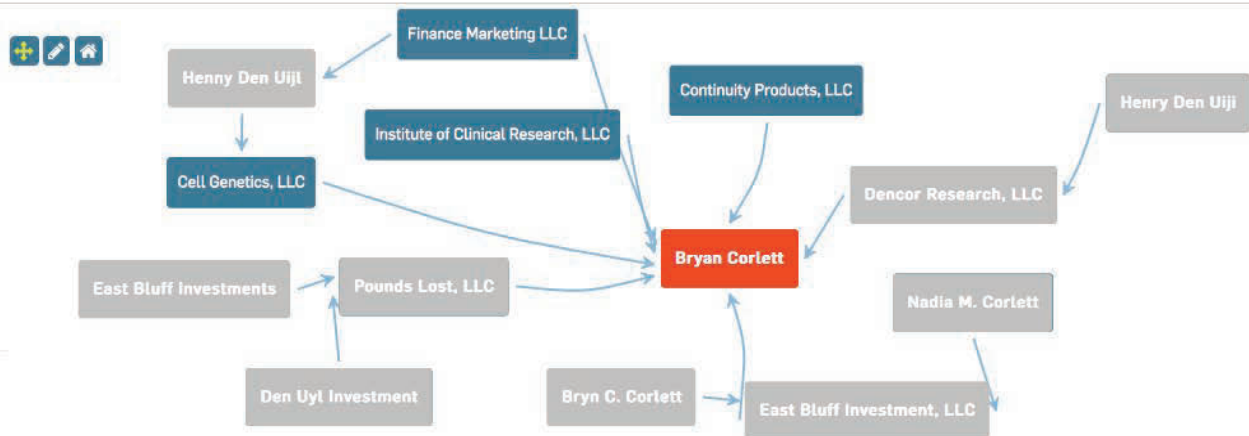 Finance Marketing LLC
Henny Den Uijl
Continuity Products, LLC
Henry Den Uiji
Institute of Clinical Research, LLC
Cell Genetics, LLC
Dencor Research, LLC
Bryan Corlett
East Bluff Investments
Pounds Lost, LLC
Nadia M. Corlett
Den Uyl Investment
Bryn C. Corlett
East Bluff Investment, LLC